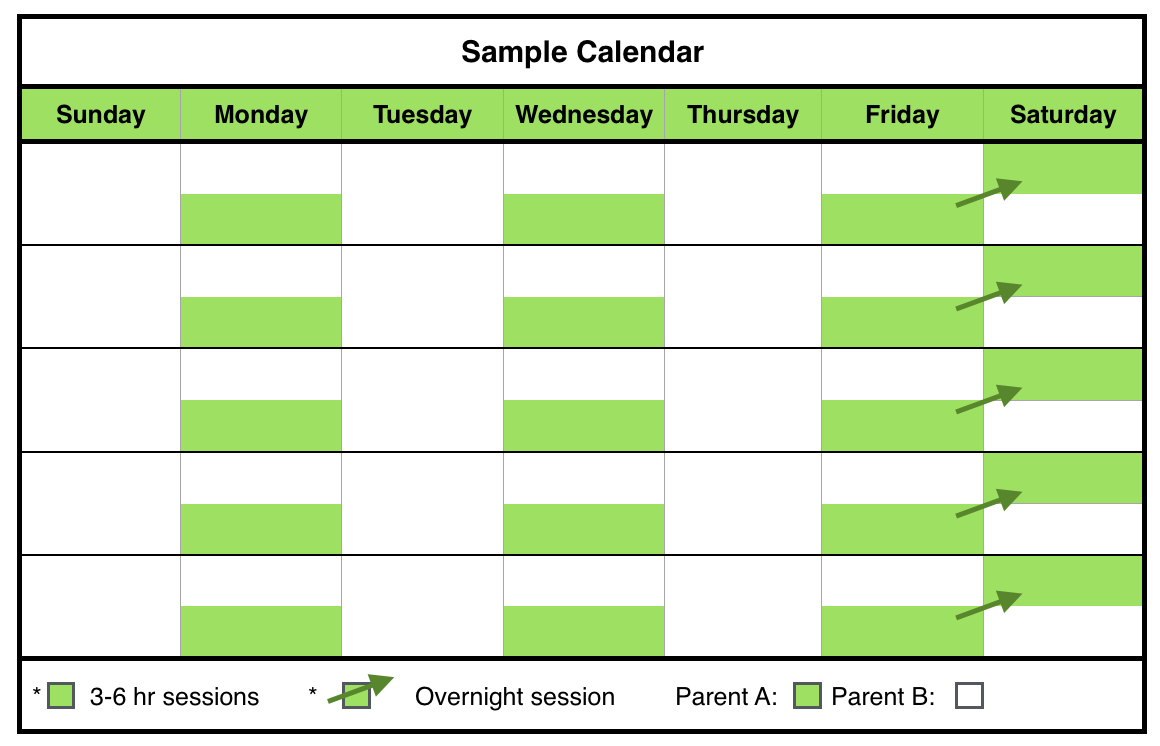 Sample Calendar
Sunday Monday Tuesday Wednesday Thursday Friday Saturday
* 3-6 hr sessions * Overnight session Parent A: Parent B: